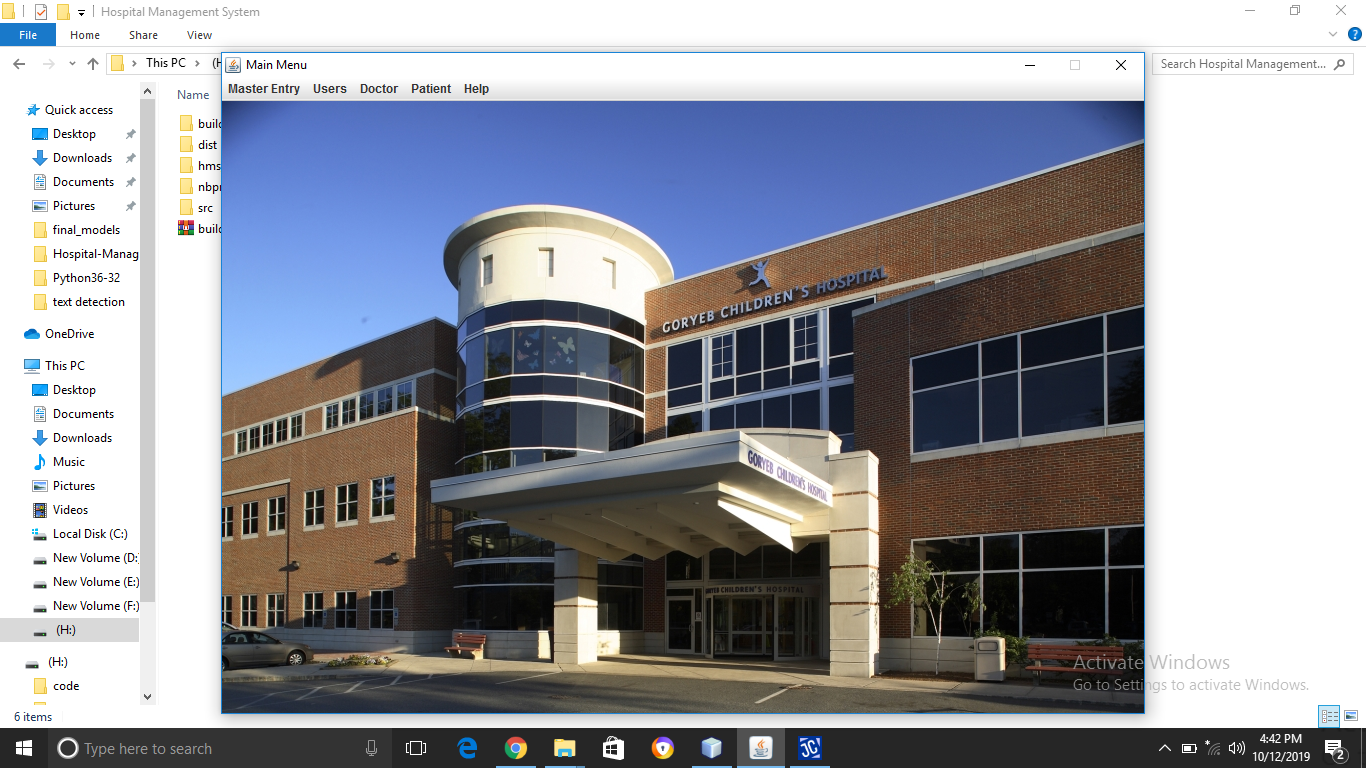 Hospital Management System
File
Home
Share
View
This PC
(H
Search Hospital Management...
Name
Quick access
Desktop
Downloads
Documents
Pictures
final_models
Hospital-Manag
Python36-32
text detection
OneDrive
This PC
Desktop
Documents
Downloads
Music
Pictures
Videos
Local Disk (C:)
New Volume (D:
New Volume (E:)
New Volume (F:)
(H:)
(H:)
code
6 items
buil
dist
hms
nbpr
src
buil
Main Menu
Master Entry Users Doctor Patient Help
GORYEB CHILDREN'S HOSPITAL
GORYEB CHILDREN'S HOSPITAL
GORYEB CHILDREN'S HOSPITAL
Activate Windows
Go to Settings to activate Windows.
Type here to search
4:42 PM
10/12/2019
2